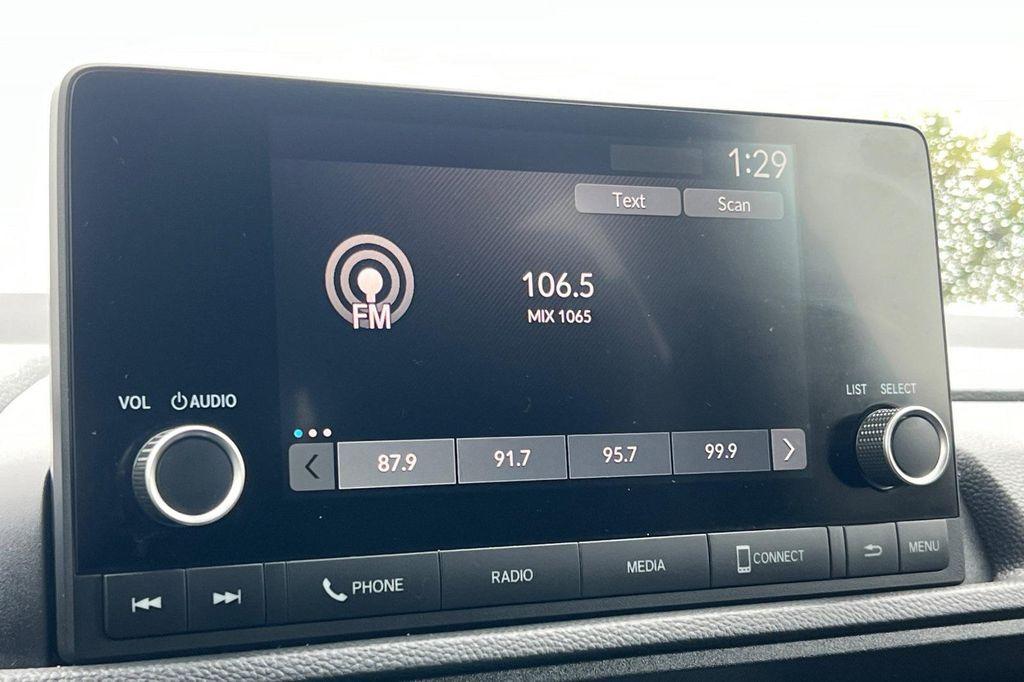 1:29
Text
Scan
FM
106.5
MIX 1065
VOL
AUDIO
LIST
SELECT
87.9
91.7
95.7
99.9
PHONE
RADIO
MEDIA
CONNECT
MENU